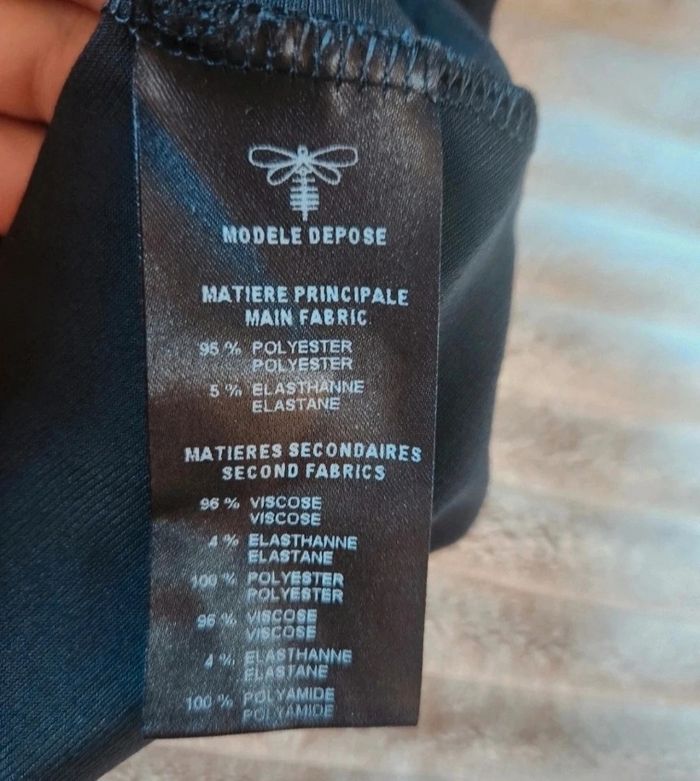 MODELE DEPOSE
MATIERE PRINCIPALE
MAIN FABRIC
95 % POLYESTER
POLYESTER
5 % ELASTHANNE
ELASTANE
MATIERES SECONDAIRES
SECOND FABRICS
96 % VISCOSE
VISCOSE
4 % ELASTHANNE
ELASTANE
100 % POLYESTER
POLYESTER
96 % VISCOSE
VISCOSE
4 % ELASTHANNE
ELASTANE
100 % POLYAMIDE
POLYAMIDE